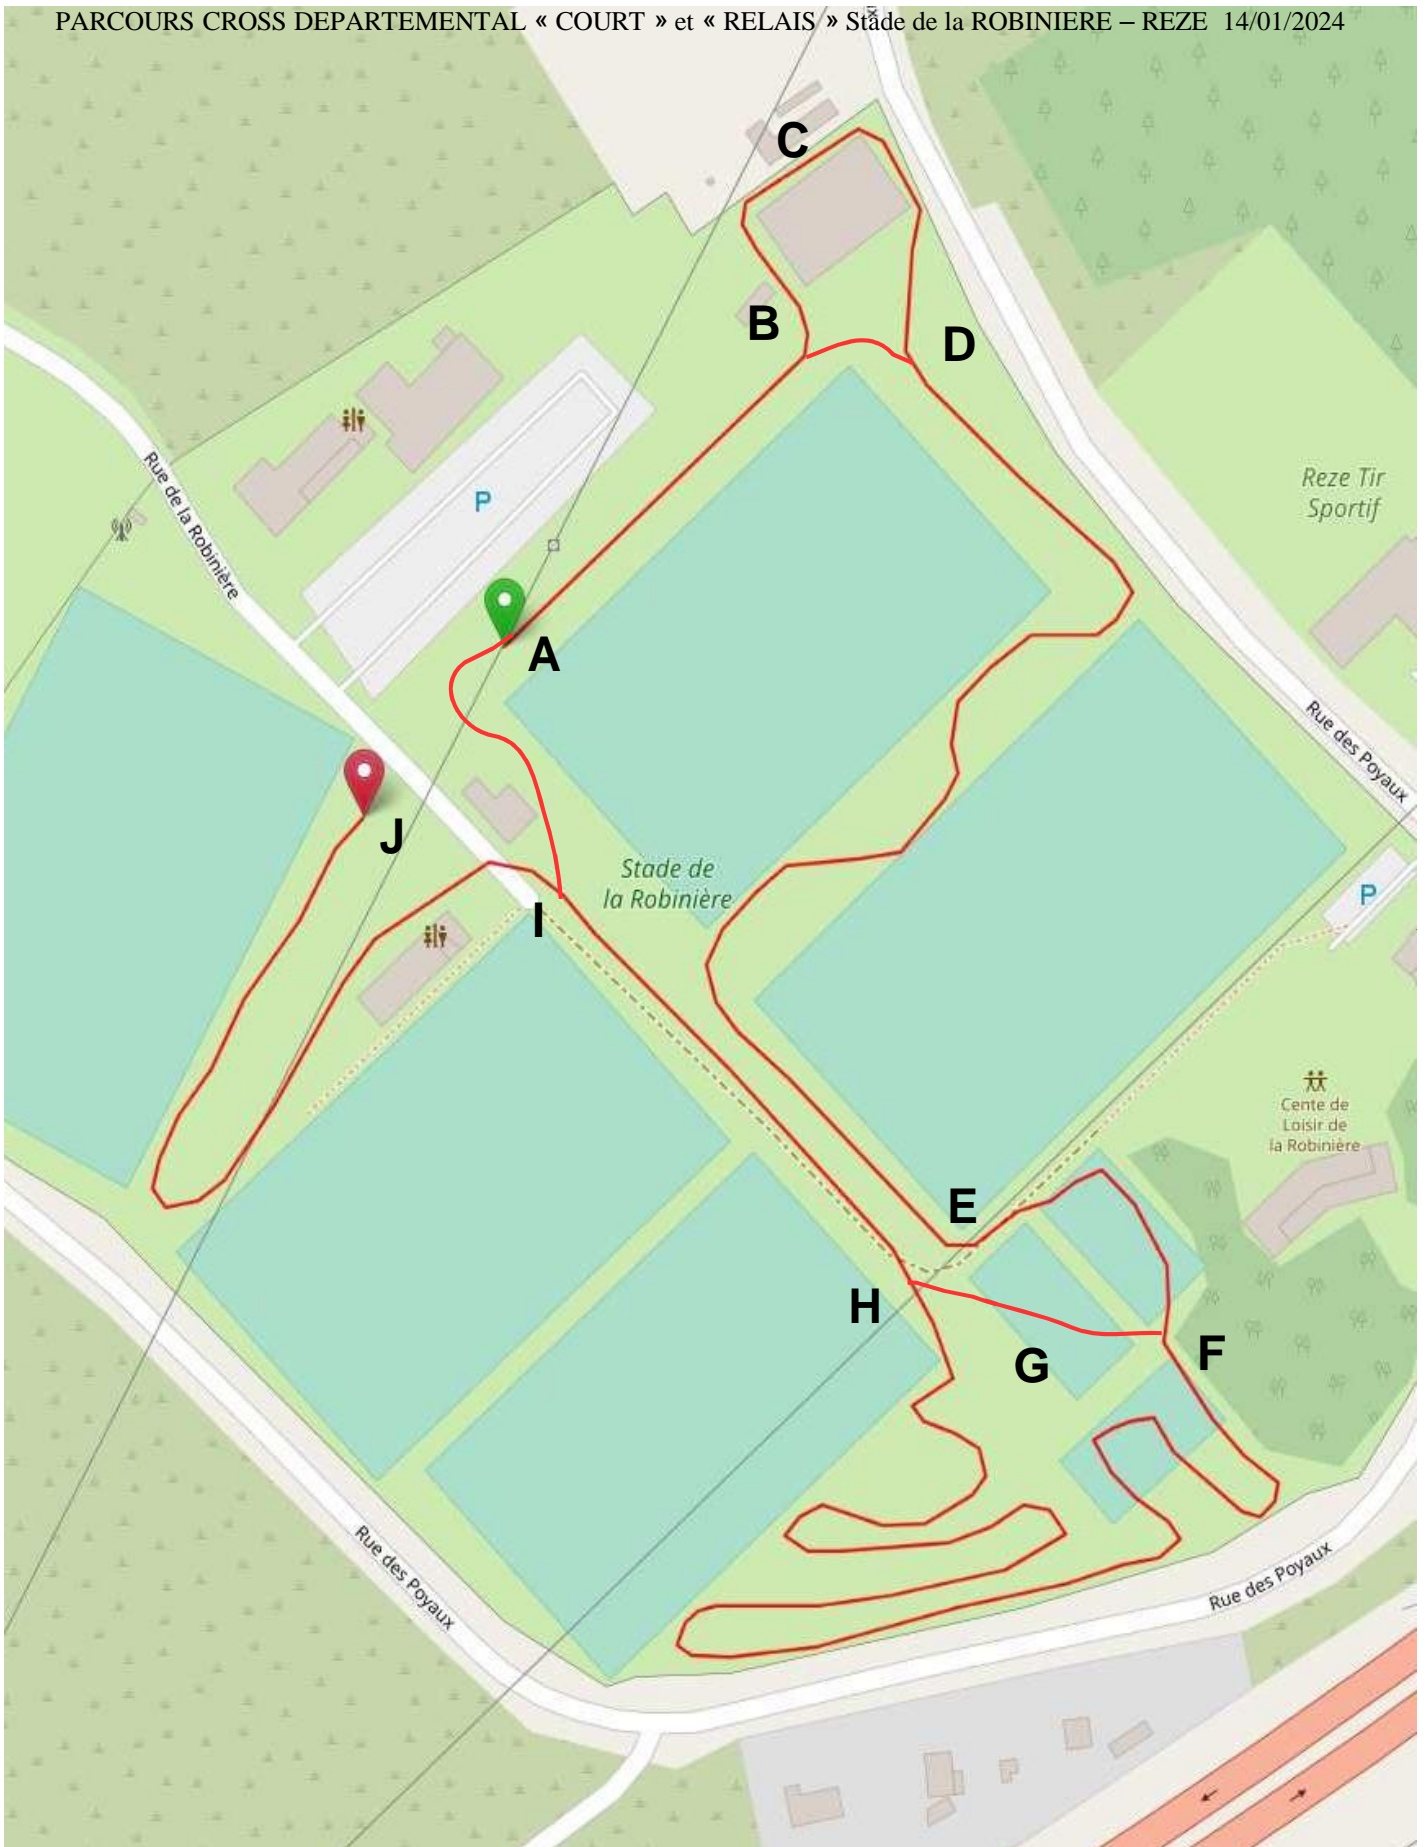 PARCOURS CROSS DEPARTEMENTAL « COURT » et « RELAIS » Stade de la ROBINIERE – REZE 14/01/2024
C
B
D
Rue de la Robinière
P
Reze Tir
Sportif
A
Rue des Poyaux
J
Stade de
la Robinière
P
I
Cente de
Loisir de
la Robinière
E
H
G
F
Rue des Poyaux
Rue des Poyaux